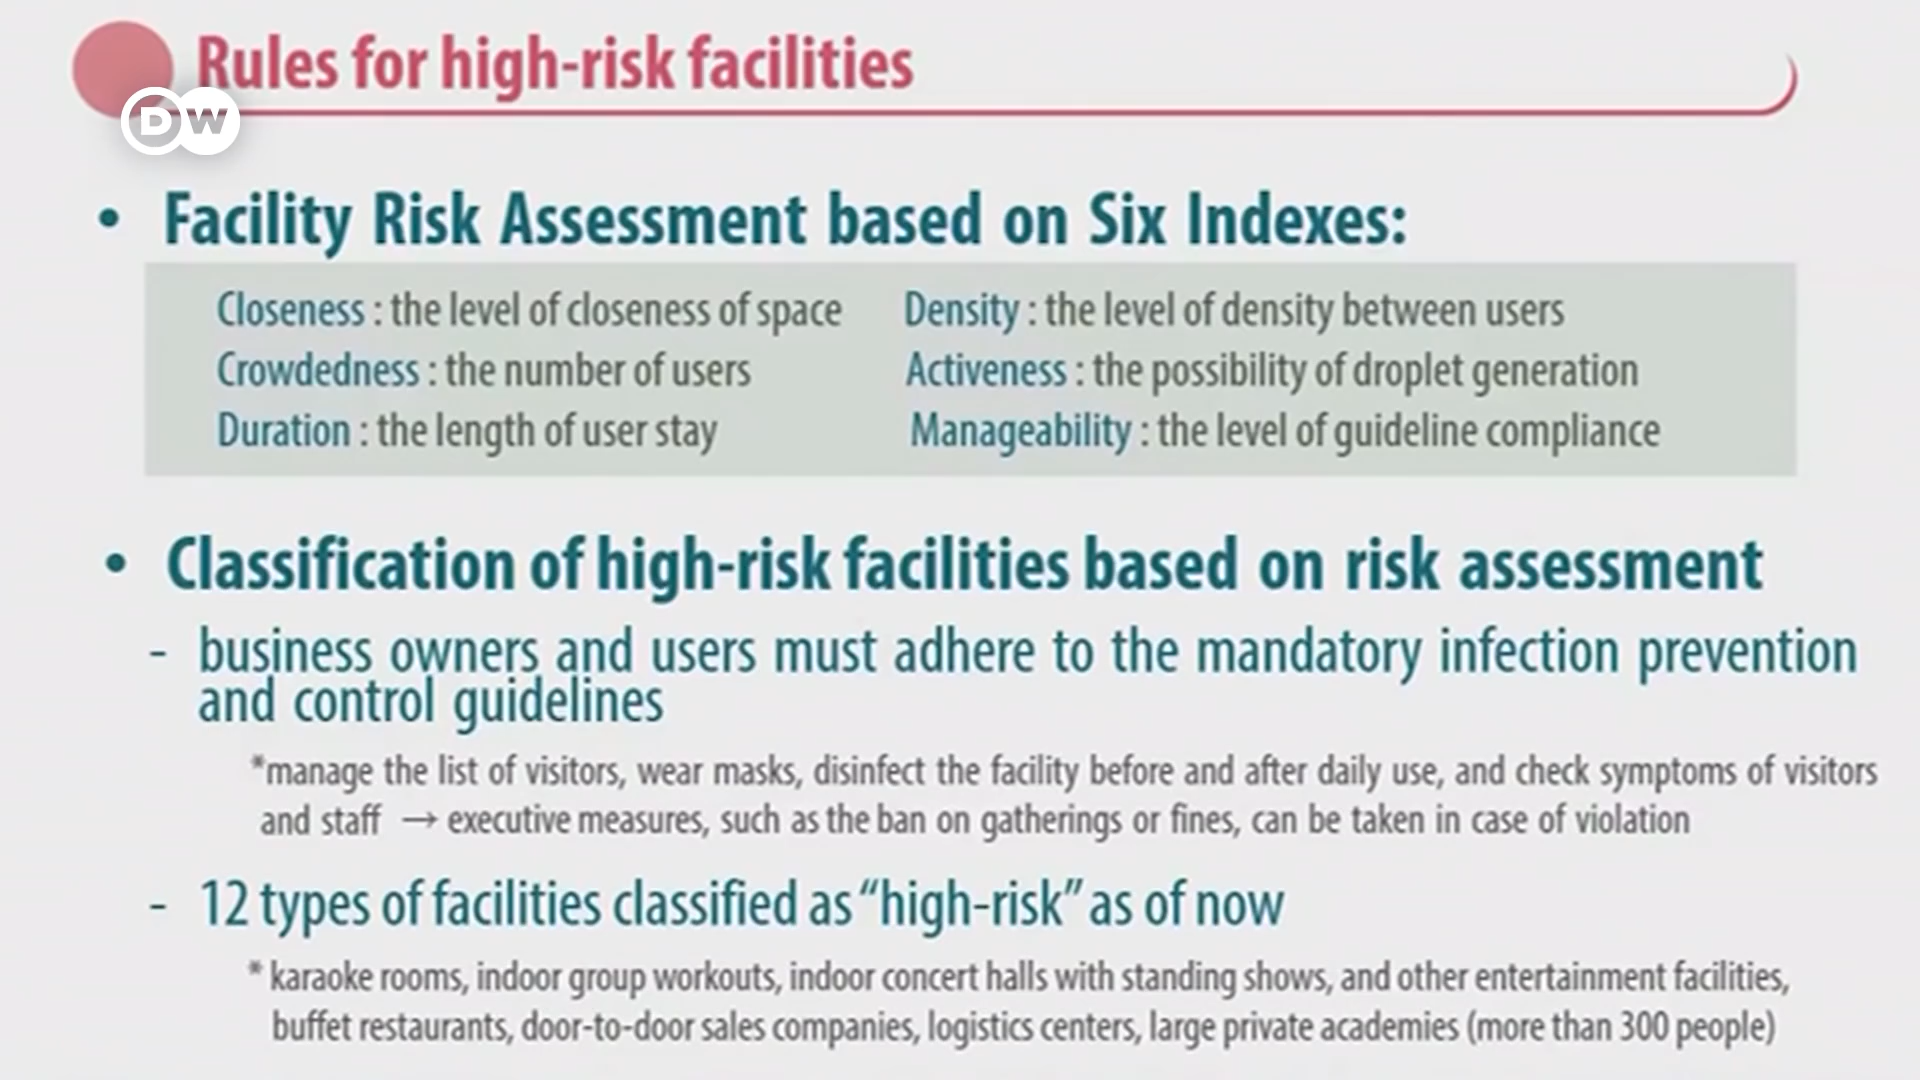 Rules for high-risk facilities
DW
• Facility Risk Assessment based on Six Indexes:
Closeness : the level of closeness of space
Density : the level of density between users
Crowdedness : the number of users
Activeness : the possibility of droplet generation
Duration : the length of user stay
Manageability : the level of guideline compliance
• Classification of high-risk facilities based on risk assessment
- business owners and users must adhere to the mandatory infection prevention
and control guidelines
*manage the list of visitors, wear masks, disinfect the facility before and after daily use, and check symptoms of visitors
and staff → executive measures, such as the ban on gatherings or fines, can be taken in case of violation
- 12 types of facilities classified as “high-risk” as of now
* karaoke rooms, indoor group workouts, indoor concert halls with standing shows, and other entertainment facilities,
buffet restaurants, door-to-door sales companies, logistics centers, large private academies (more than 300 people)